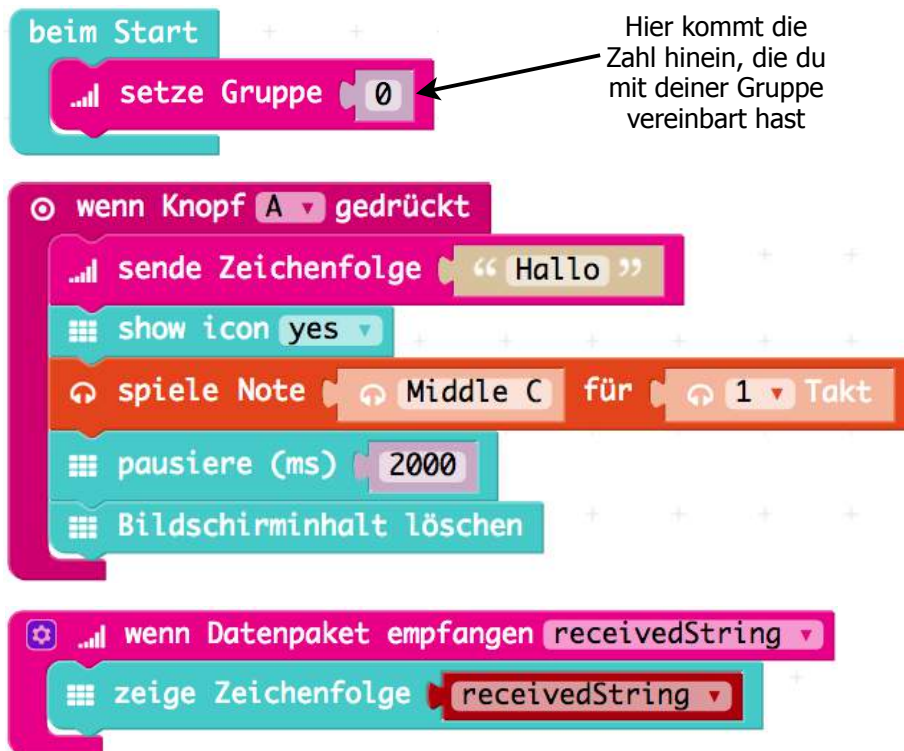 beim Start
setze Gruppe 0
Hier kommt die
Zahl hinein, die du
mit deiner Gruppe
vereinbart hast
wenn Knopf A gedrückt
sende Zeichenfolge “ Hallo ”
show icon yes
spiele Note Middle C für 1 Takt
pausiere (ms) 2000
Bildschirminhalt löschen
wenn Datenpaket empfangen receivedString
zeige Zeichenfolge receivedString